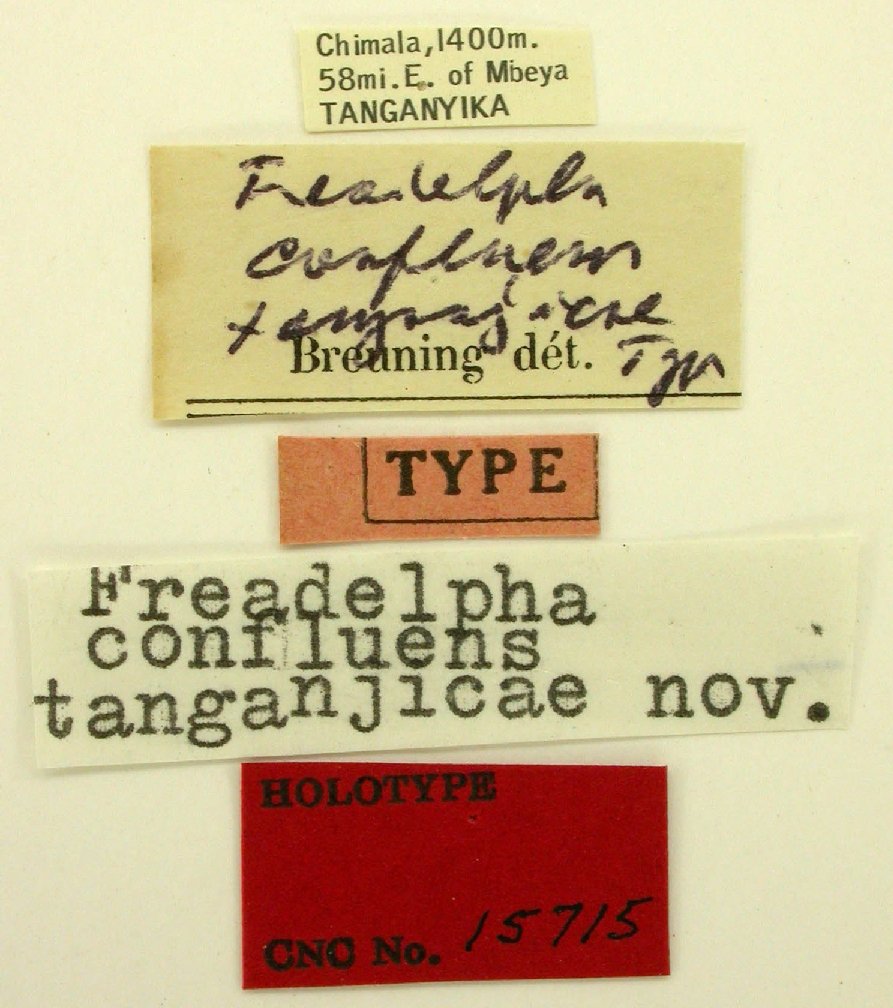 Chimala, 1400m.
58mi. E. of Mbeya
TANGANYIKA
Freadelpha
confluens
tanganjicae
Breuning dét. Typ
TYPE
Freadelpha
confluens
tanganjicae nov.
HOLOTYPE
CNC No. 15715